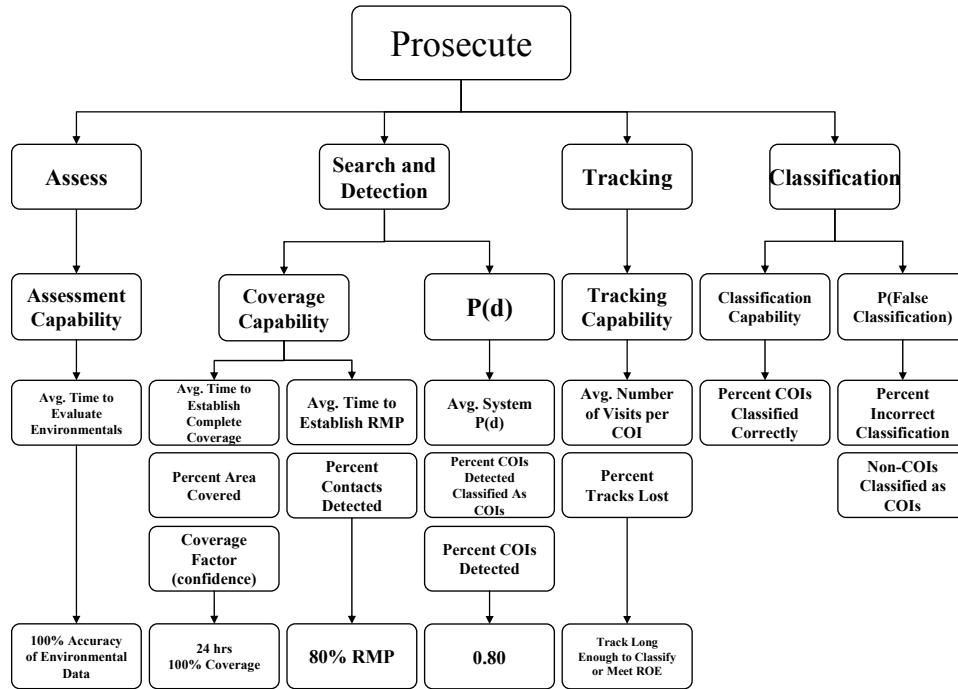 Prosecute
Assess
Search and
Detection
Tracking
Classification
Assessment
Capability
Coverage
Capability
P(d)
Tracking
Capability
Classification
Capability
P(False
Classification)
Avg. Time to
Evaluate
Environmentals
Avg. Time to
Establish
Complete
Coverage
Avg. Time to
Establish RMP
Avg. System
P(d)
Avg. Number
of Visits per
COI
Percent COIs
Classified
Correctly
Percent
Incorrect
Classification
Percent Area
Covered
Percent
Contacts
Detected
Percent COIs
Detected
Classified As
COIs
Percent
Tracks Lost
Non-COIs
Classified as
COIs
Coverage
Factor
(confidence)
Percent COIs
Detected
100% Accuracy
of Environmental
Data
24 hrs
100% Coverage
80% RMP
0.80
Track Long
Enough to Classify
or Meet ROE